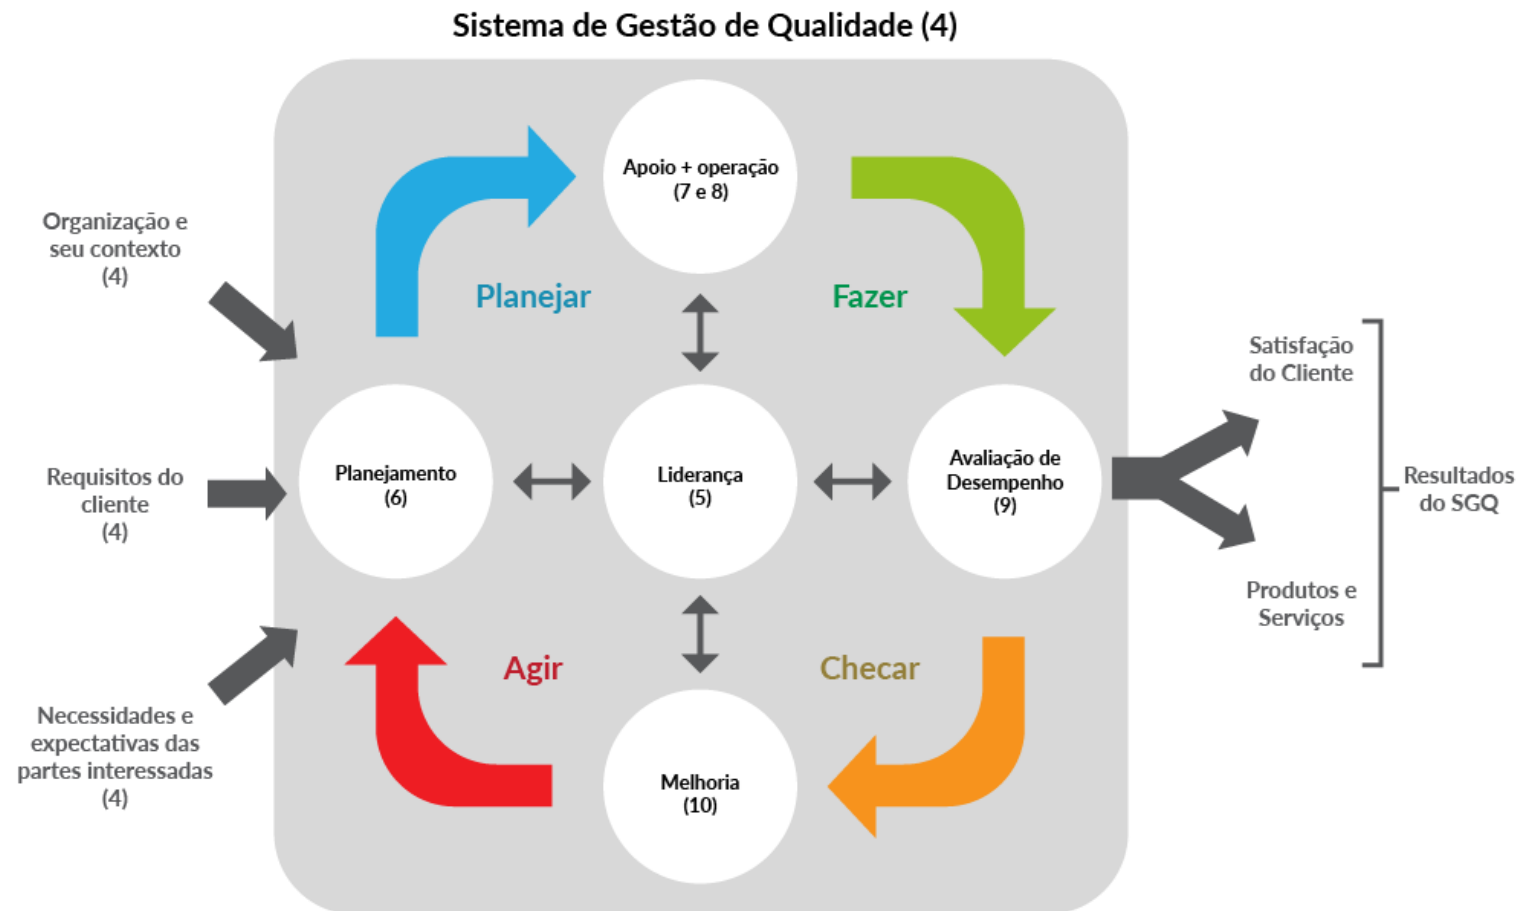 Sistema de Gestão de Qualidade (4)
Organização e
seu contexto
(4)
Requisitos do
cliente
(4)
Necessidades e
expectativas das
partes interessadas
(4)
Apoio + operação
(7 e 8)
Planejar
Fazer
Planejamento
(6)
Liderança
(5)
Avaliação de
Desempenho
(9)
Agir
Checar
Melhoria
(10)
Satisfação
do Cliente
Produtos e
Serviços
Resultados
do SGQ